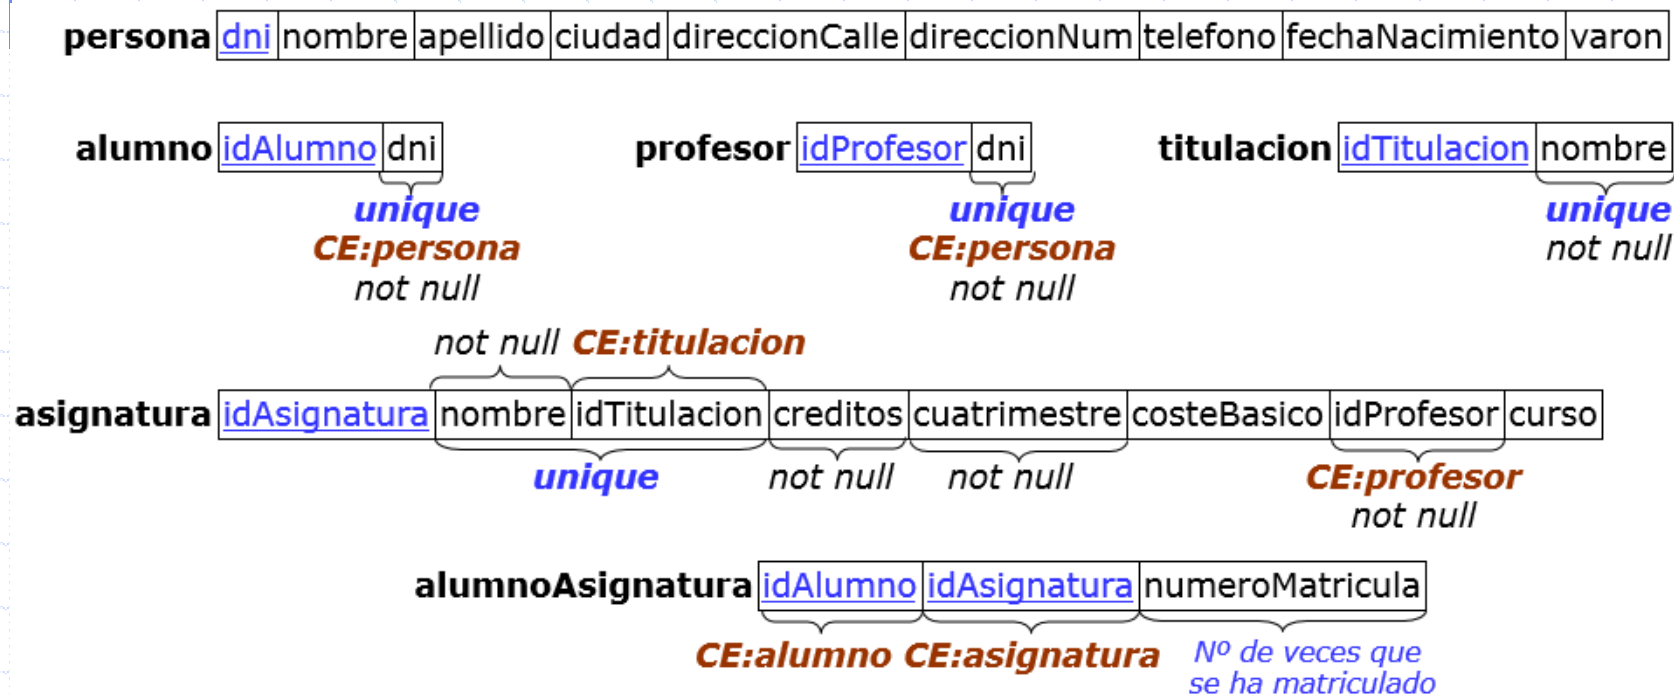 persona dni nombre apellido ciudad direccionCalle direccionNum telefono fechaNacimiento varon
alumno idAlumno dni profesor idProfesor dni titulacion idTitulacion nombre
unique unique unique
CE:persona CE:persona not null
not null not null
not null CE:titulacion
asignatura idAsignatura nombre idTitulacion creditos cuatrimestre costeBasico idProfesor curso
unique not null not null CE:profesor
not null
alumnoAsignatura idAlumno idAsignatura numeroMatricula
CE:alumno CE:asignatura Nº de veces que
se ha matriculado